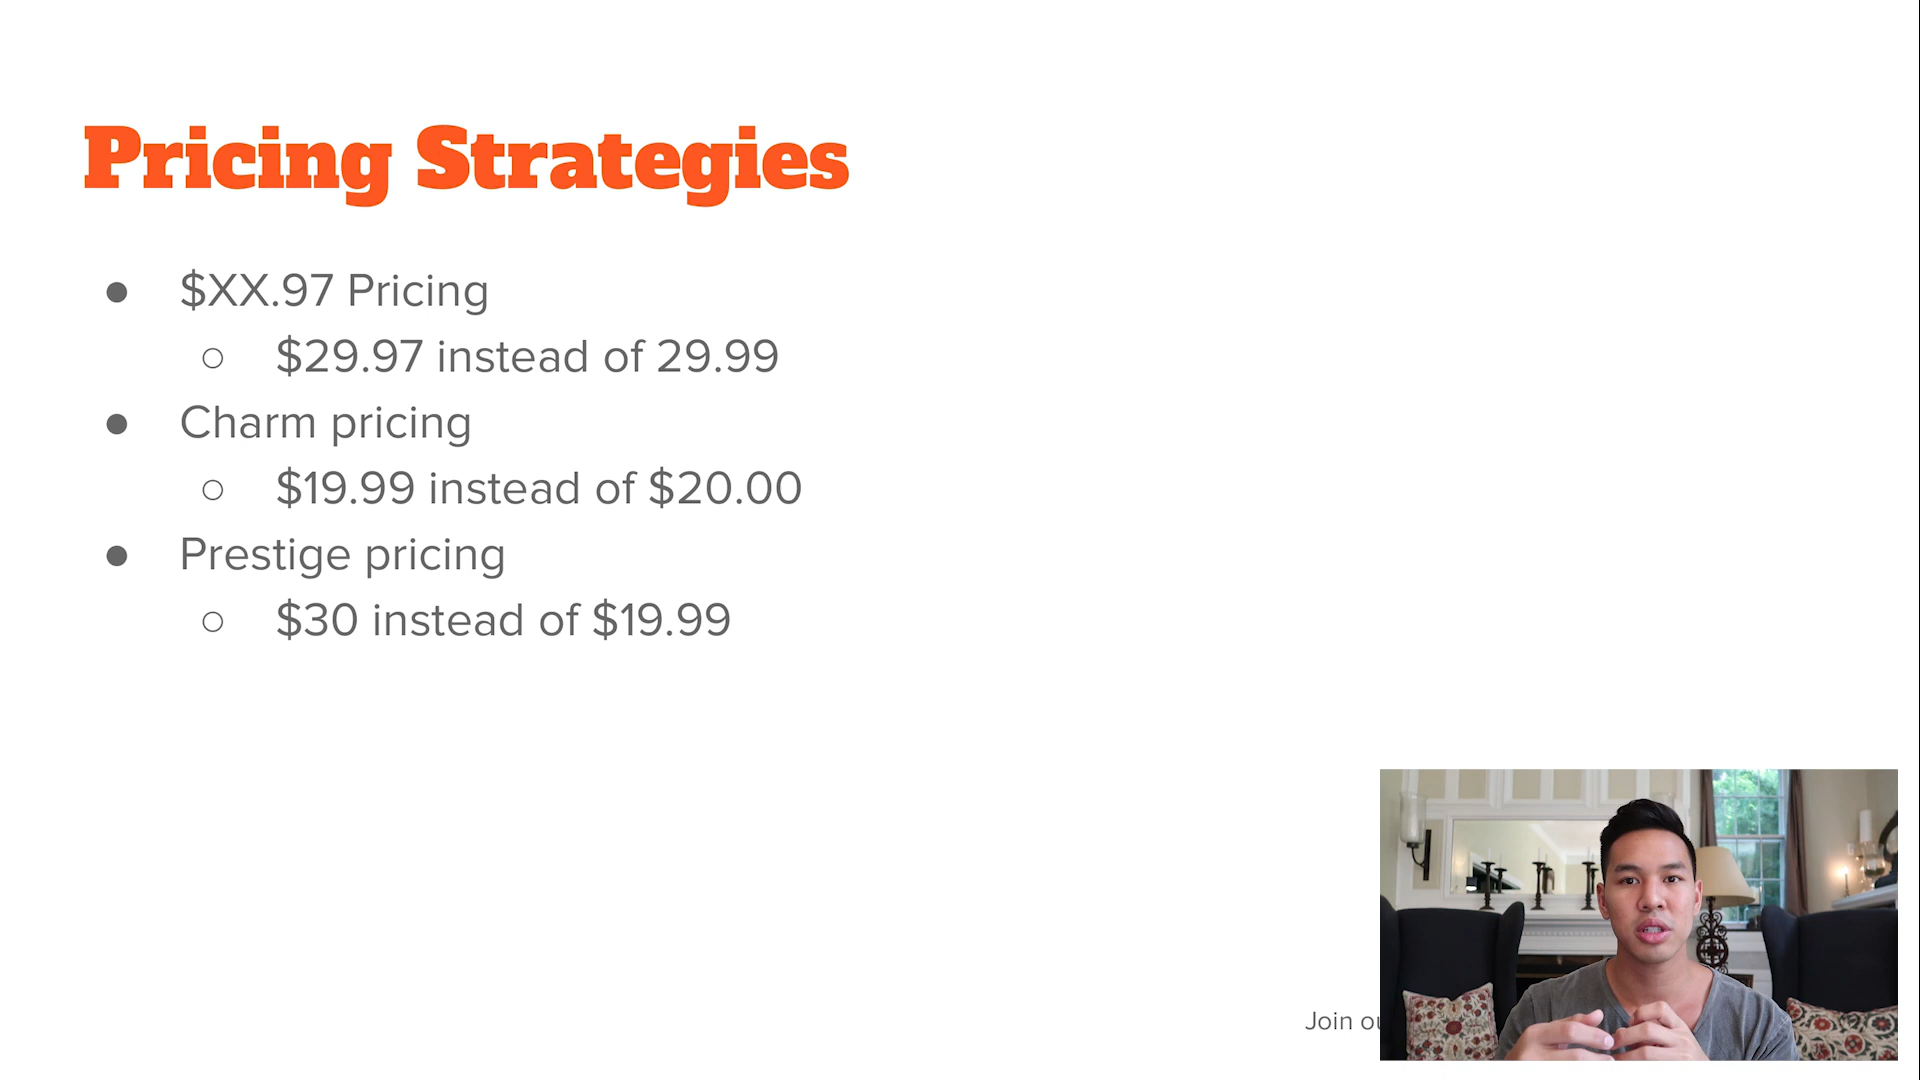 Pricing Strategies
● $XX.97 Pricing
○ $29.97 instead of 29.99
● Charm pricing
○ $19.99 instead of $20.00
● Prestige pricing
○ $30 instead of $19.99
Join